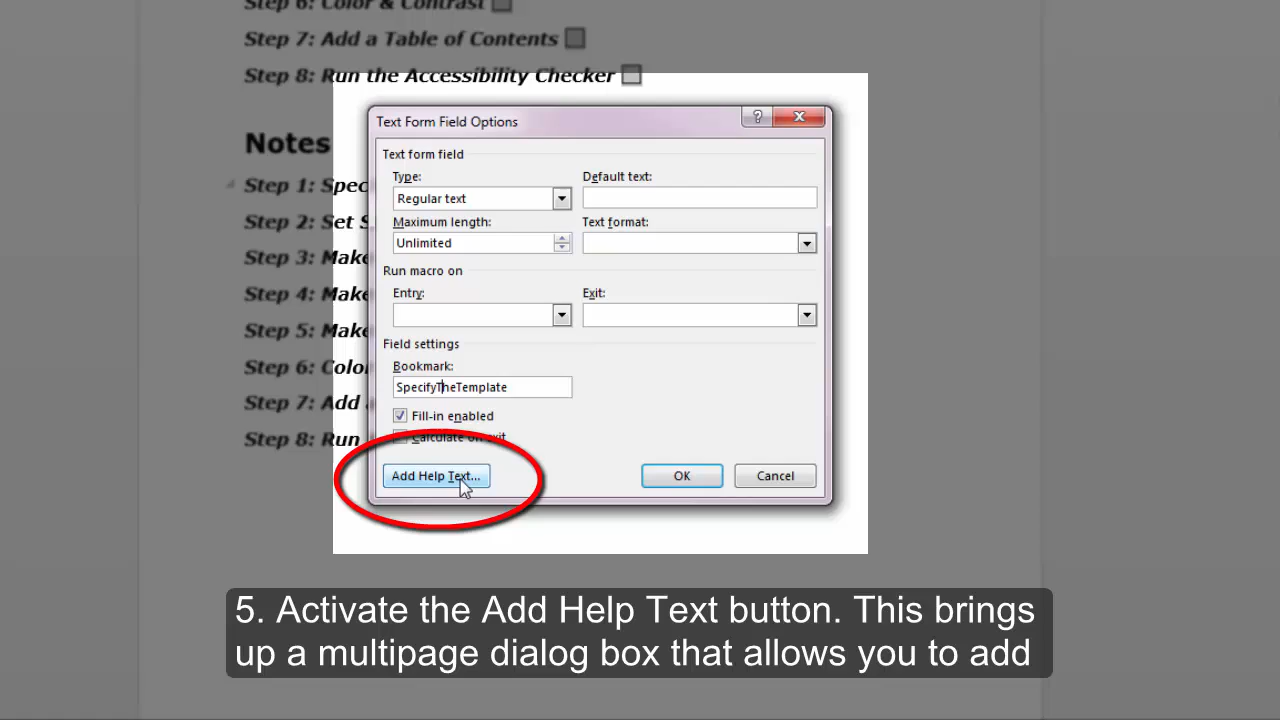 Step 6: Color & Contrast
Step 7: Add a Table of Contents
Step 8: Run the Accessibility Checker
Notes
Step 1: Spec
Step 2: Set S
Step 3: Make
Step 4: Make
Step 5: Make
Step 6: Color
Step 7: Add a
Step 8: Run
Text Form Field Options
?
Text form field
Type: Default text:
Regular text
Maximum length: Text format:
Unlimited
Run macro on
Entry: Exit:
Field settings
Bookmark:
SpecifyTheTemplate
Fill-in enabled
Calculate on exit
Add Help Text... OK Cancel
5. Activate the Add Help Text button. This brings
up a multipage dialog box that allows you to add